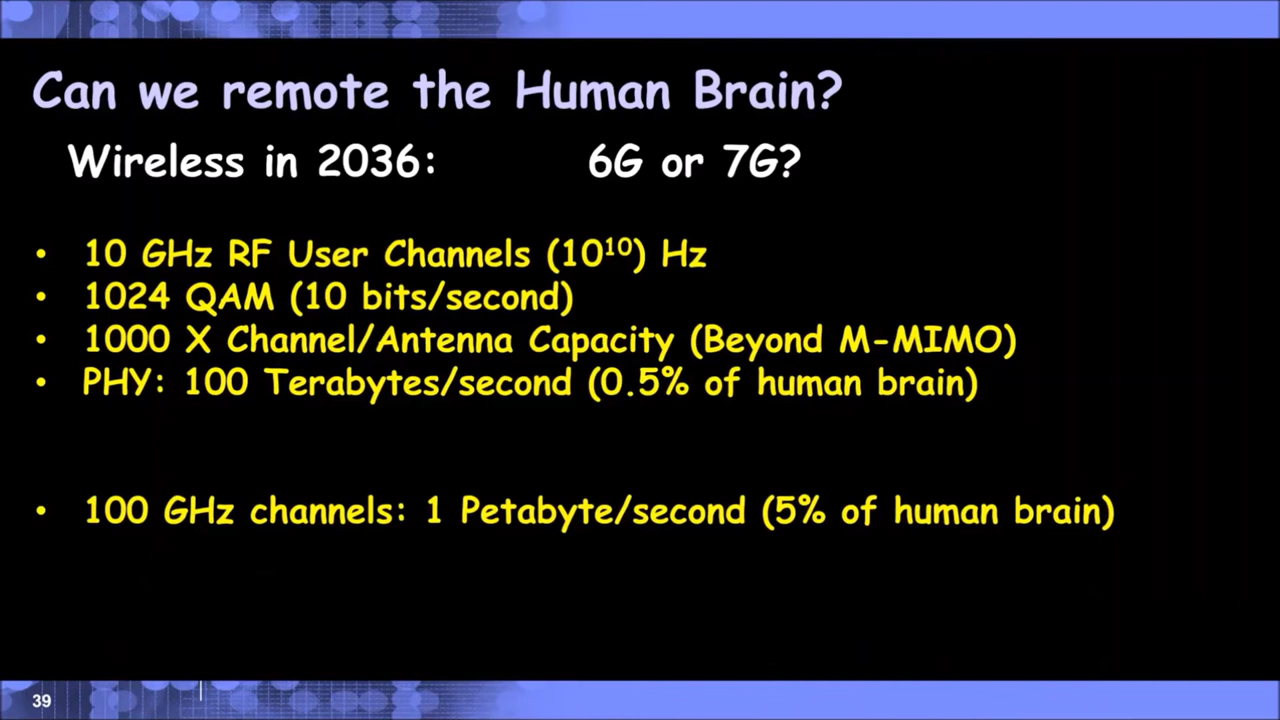 Can we remote the Human Brain?
Wireless in 2036: 6G or 7G?
• 10 GHz RF User Channels (10¹⁰) Hz
• 1024 QAM (10 bits/second)
• 1000 X Channel/Antenna Capacity (Beyond M-MIMO)
• PHY: 100 Terabytes/second (0.5% of human brain)
• 100 GHz channels: 1 Petabyte/second (5% of human brain)
39